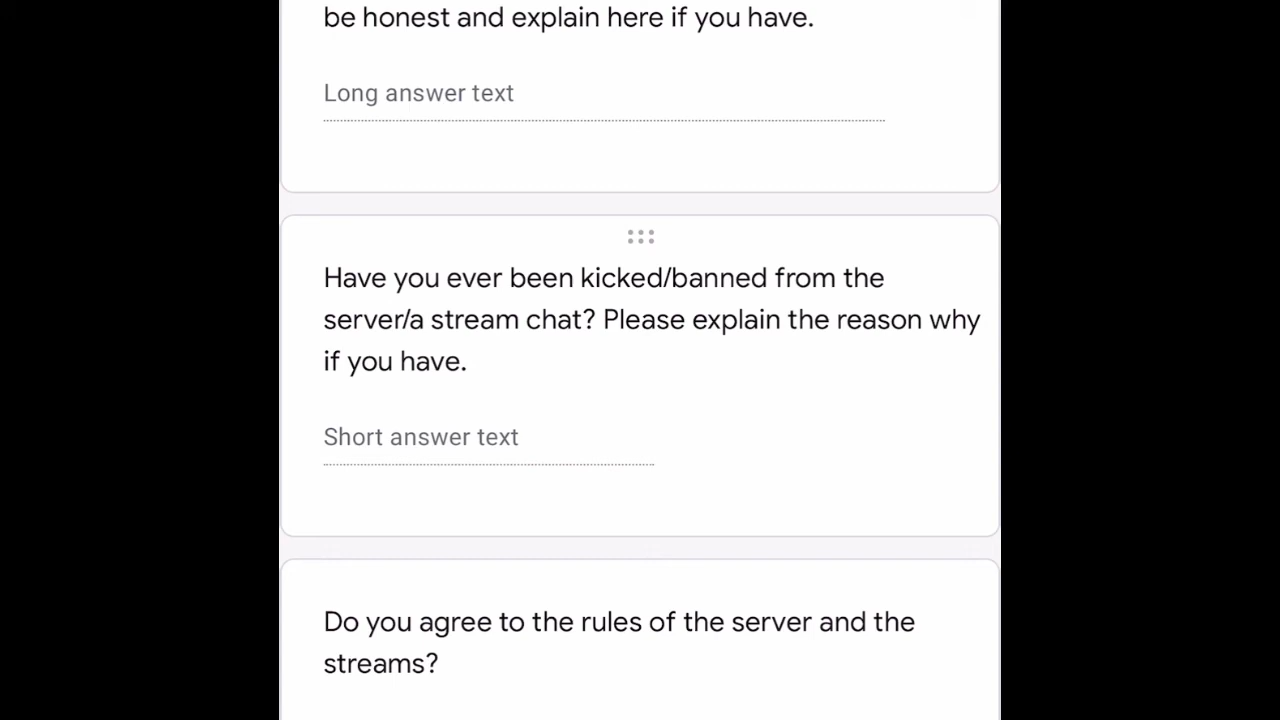 be honest and explain here if you have.
Long answer text
Have you ever been kicked/banned from the
server/a stream chat? Please explain the reason why
if you have.
Short answer text
Do you agree to the rules of the server and the
streams?